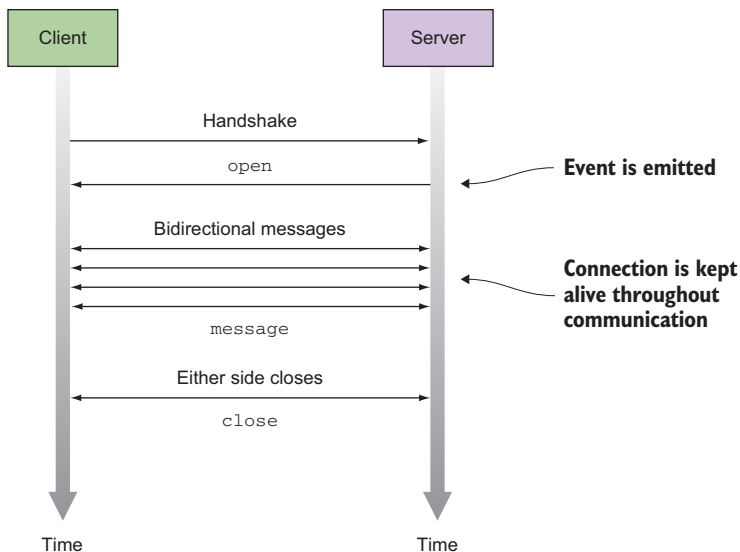 Client
Server
Handshake
open
Event is emitted
Bidirectional messages
Connection is kept
alive throughout
communication
message
Either side closes
close
Time
Time